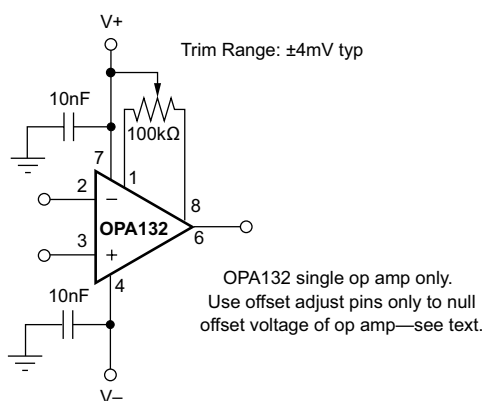 V+
Trim Range: ±4mV typ
10nF
100kΩ
7
1
2
−
8
OPA132
6
3
+
4
10nF
OPA132 single op amp only.
Use offset adjust pins only to null
offset voltage of op amp—see text.
V–